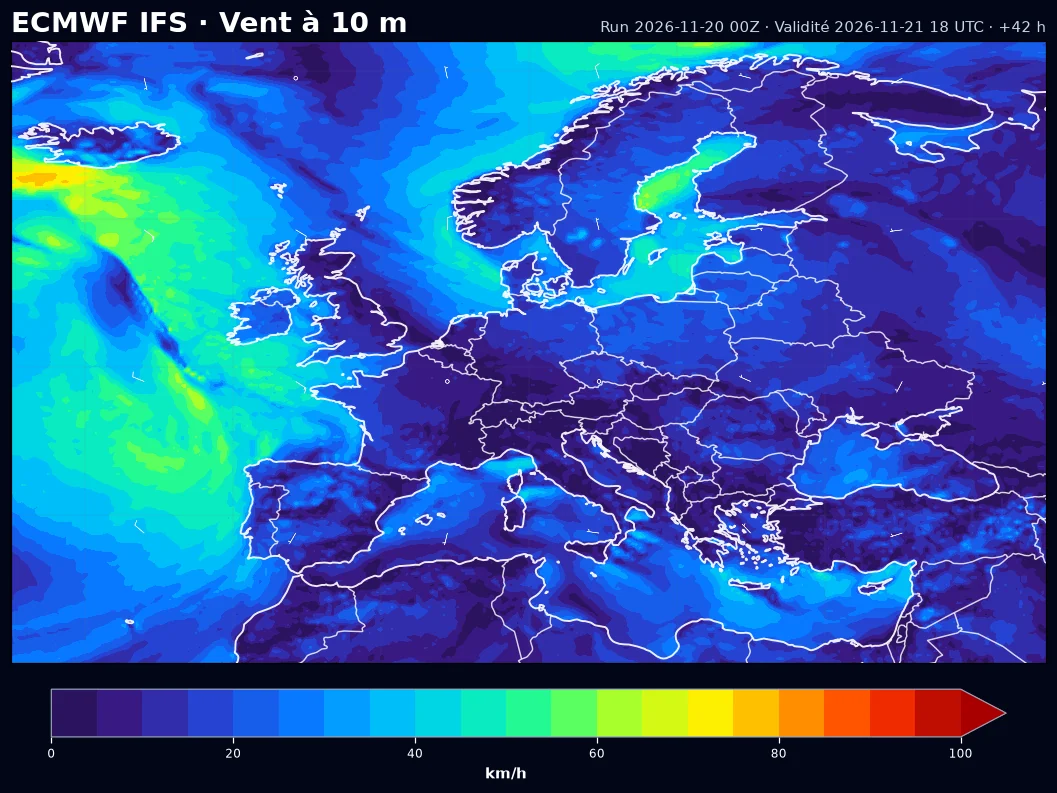 ECMWF IFS · Vent à 10 m
Run 2026-11-20 00Z · Validité 2026-11-21 18 UTC · +42 h
0 20 40 60 80 100
km/h